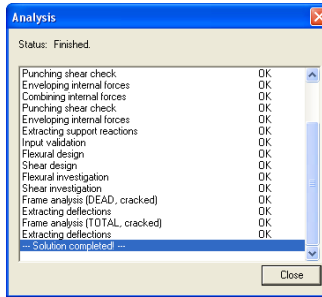 Analysis
Status: Finished.
Punching shear check OK
Enveloping internal forces OK
Combining internal forces OK
Punching shear check OK
Enveloping internal forces OK
Extracting support reactions OK
Input validation OK
Flexural design OK
Shear design OK
Flexural investigation OK
Shear investigation OK
Frame analysis (DEAD, cracked) OK
Extracting deflections OK
Frame analysis (TOTAL, cracked) OK
Extracting deflections OK
--- Solution completed! ---
Close